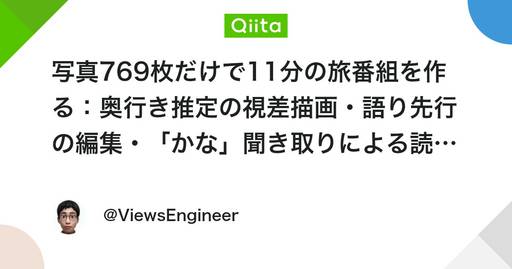 Qiita
写真769枚だけで11分の旅番組を作
る：奥行き推定の視差描画・語り先行
の編集・「かな」聞き取りによる読…
@ViewsEngineer